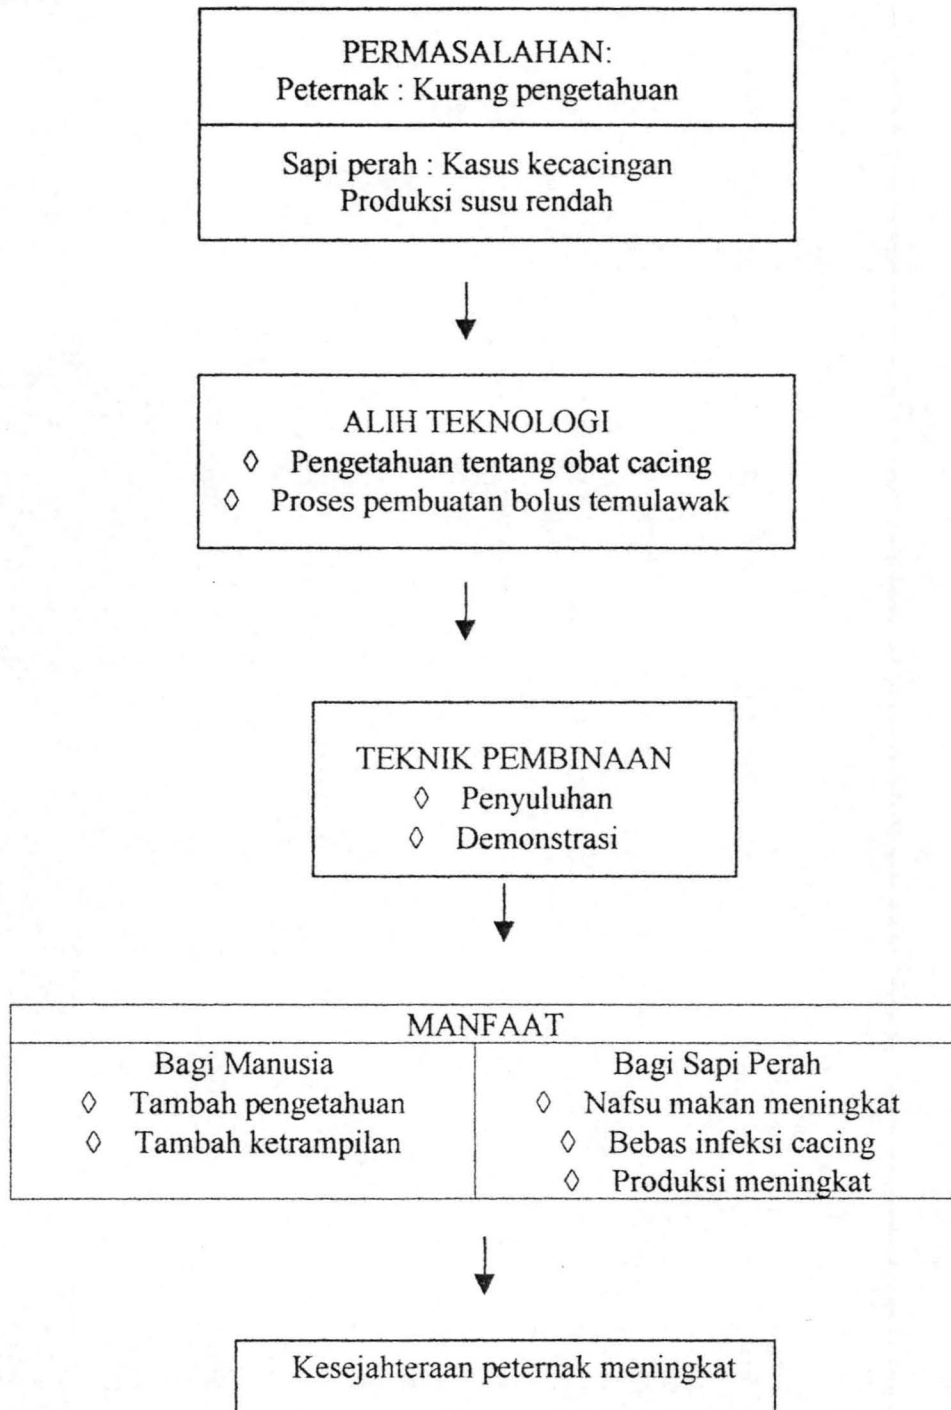 PERMASALAHAN:
Peternak : Kurang pengetahuan
Sapi perah : Kasus kecacingan
Produksi susu rendah
ALIH TEKNOLOGI
◊ Pengetahuan tentang obat cacing
◊ Proses pembuatan bolus temulawak
TEKNIK PEMBINAAN
◊ Penyuluhan
◊ Demonstrasi
MANFAAT
Bagi Manusia
◊ Tambah pengetahuan
◊ Tambah ketrampilan
Bagi Sapi Perah
◊ Nafsu makan meningkat
◊ Bebas infeksi cacing
◊ Produksi meningkat
Kesejahteraan peternak meningkat